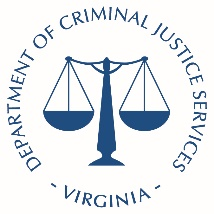 DEPARTMENT OF CRIMINAL JUSTICE SERVICES
- VIRGINIA -